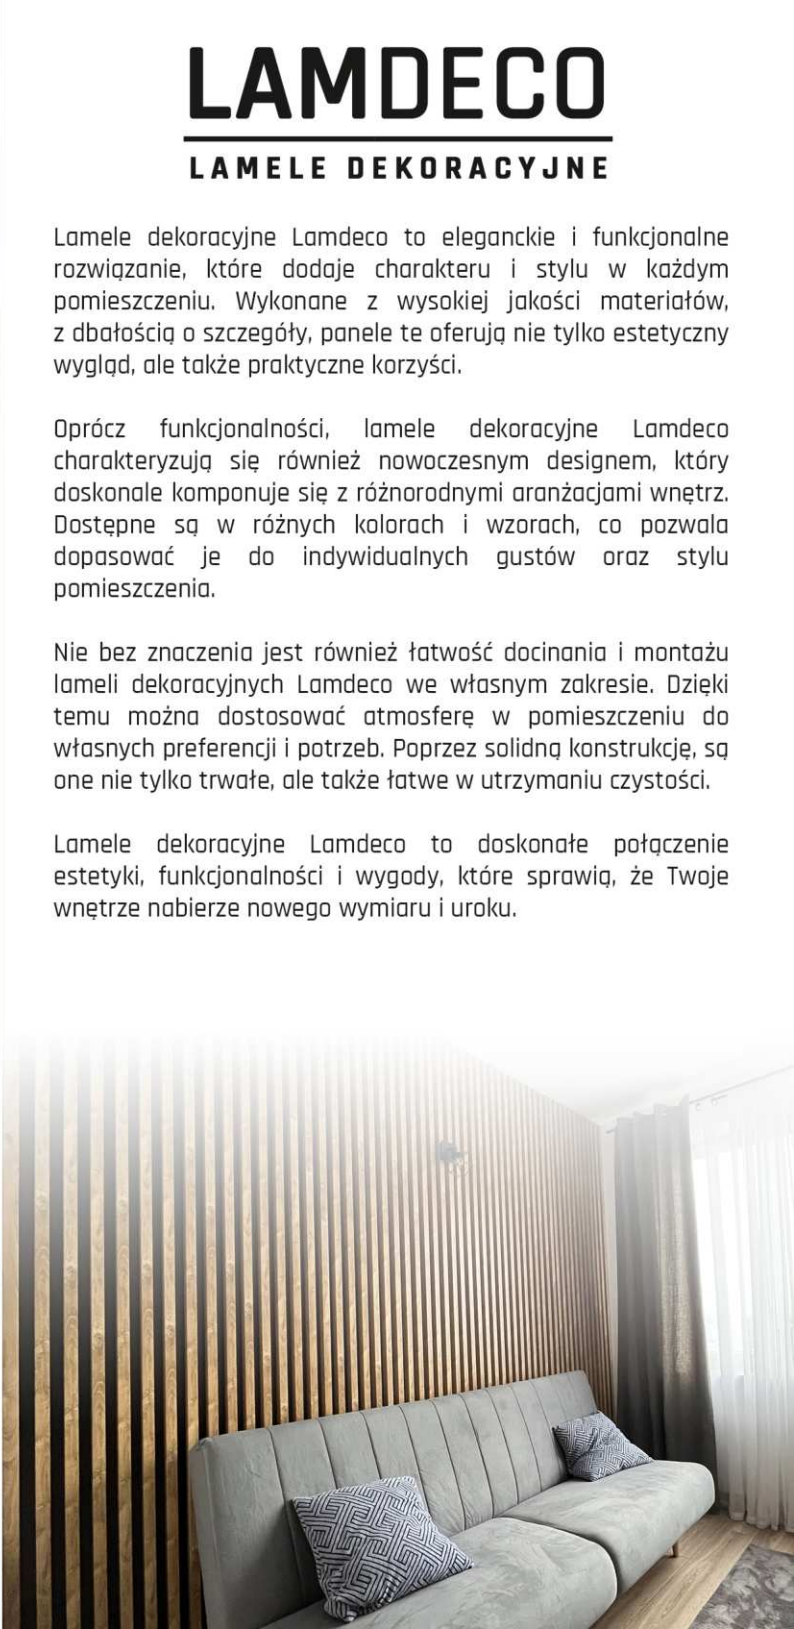 LAMDECO
LAMELE DEKORACYJNE
Lamele dekoracyjne Lamdeco to eleganckie i funkcjonalne
rozwiązanie, które dodaje charakteru i stylu w każdym
pomieszczeniu. Wykonane z wysokiej jakości materiałów,
z dbałością o szczegóły, panele te oferują nie tylko estetyczny
wygląd, ale także praktyczne korzyści.
Oprócz funkcjonalności, lamele dekoracyjne Lamdeco
charakteryzują się również nowoczesnym designem, który
doskonale komponuje się z różnorodnymi aranżacjami wnętrz.
Dostępne są w różnych kolorach i wzorach, co pozwala
dopasować je do indywidualnych gustów oraz stylu
pomieszczenia.
Nie bez znaczenia jest również łatwość docinania i montażu
lameli dekoracyjnych Lamdeco we własnym zakresie. Dzięki
temu można dostosować atmosferę w pomieszczeniu do
własnych preferencji i potrzeb. Poprzez solidną konstrukcję, są
one nie tylko trwałe, ale także łatwe w utrzymaniu czystości.
Lamele dekoracyjne Lamdeco to doskonałe połączenie
estetyki, funkcjonalności i wygody, które sprawią, że Twoje
wnętrze nabierze nowego wymiaru i uroku.